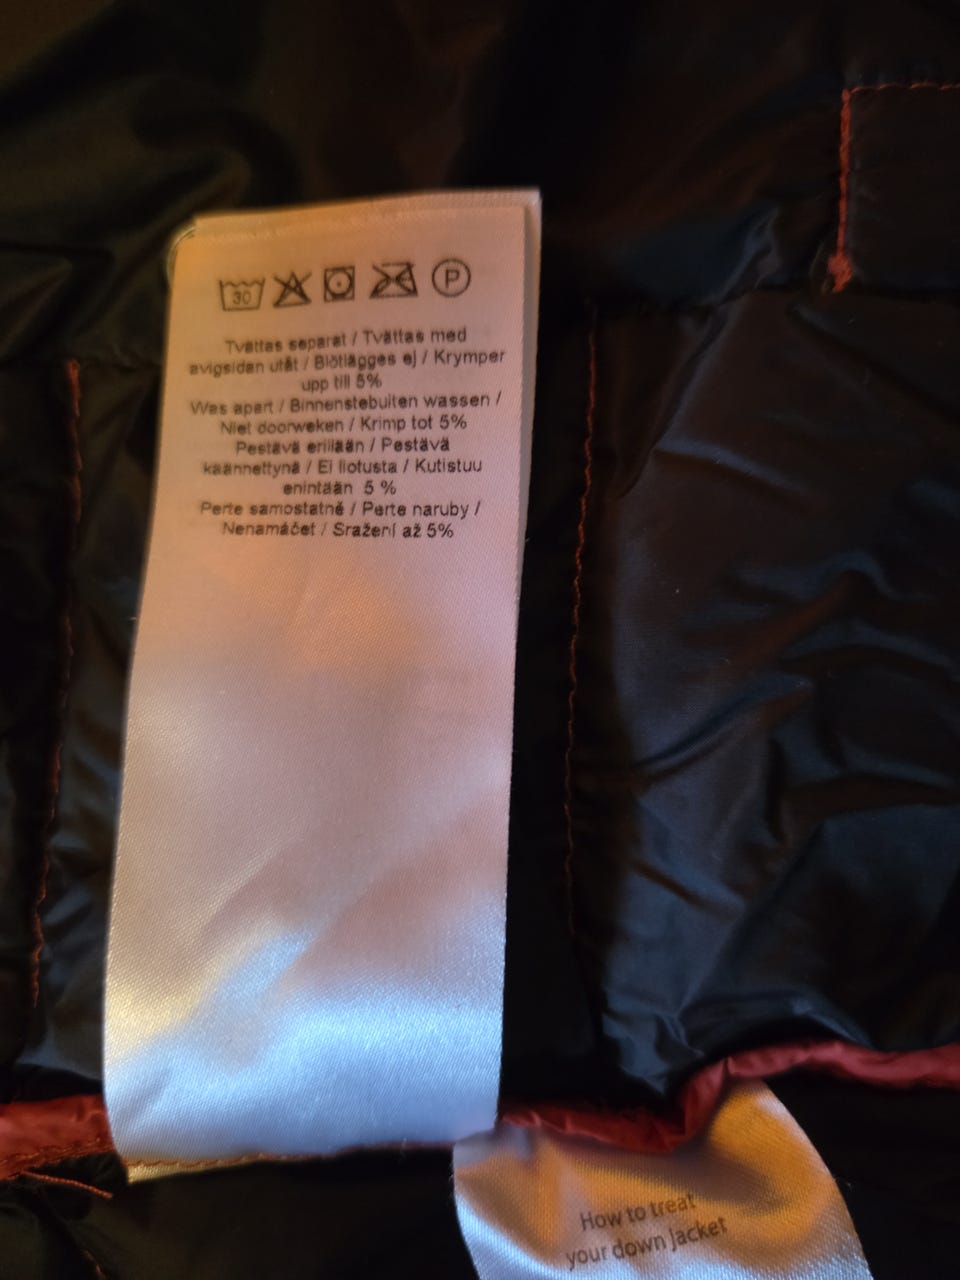 30 P
Tvättas separat / Tvättas med
avigsidan utåt / Blötlägges ej / Krymper
upp till 5%
Was apart / Binnenstebuiten wassen /
Niet doorweken / Krimp tot 5%
Pestävä erillään / Pestävä
käännettynä / Ei liotusta / Kutistuu
enintään 5 %
Perte samostatně / Perte naruby /
Nenamáčet / Sražení až 5%
How to treat
your down jacket